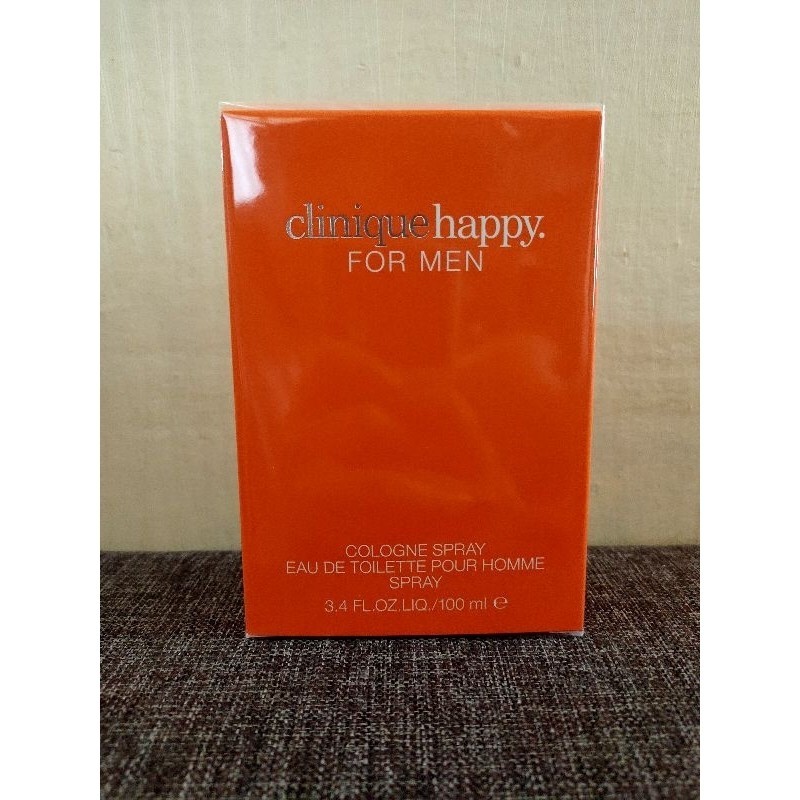 clinique happy.
FOR MEN
COLOGNE SPRAY
EAU DE TOILETTE POUR HOMME
SPRAY
3.4 FL.OZ.LIQ./100 ml ℮